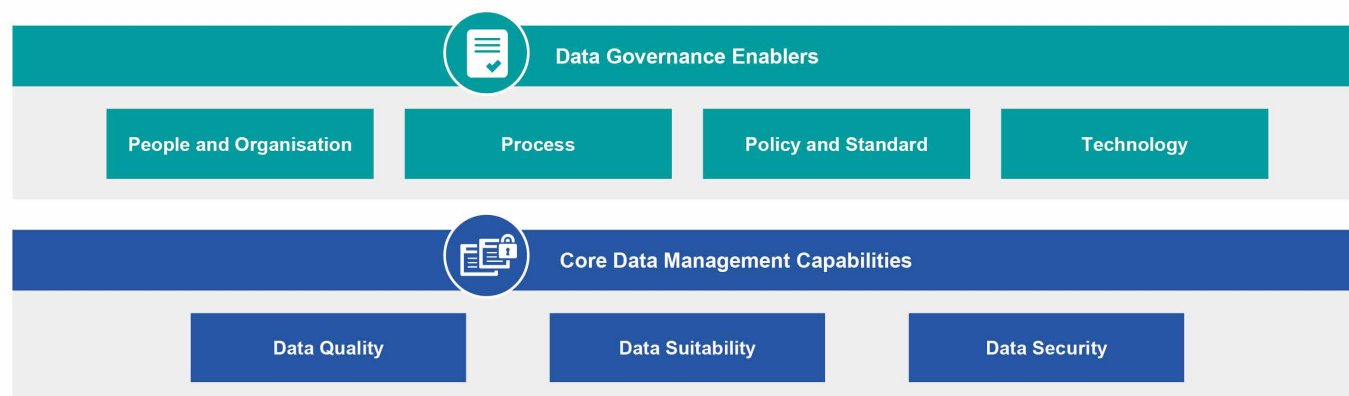 Data Governance Enablers
People and Organisation
Process
Policy and Standard
Technology
Core Data Management Capabilities
Data Quality
Data Suitability
Data Security